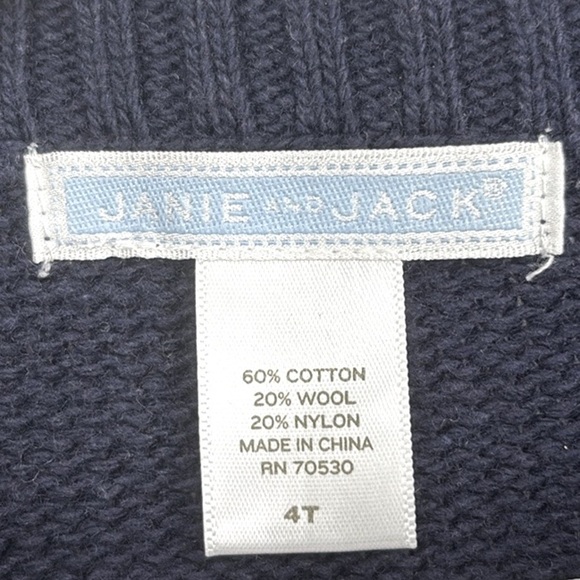 JANIE AND JACK®
60% COTTON
20% WOOL
20% NYLON
MADE IN CHINA
RN 70530
4T